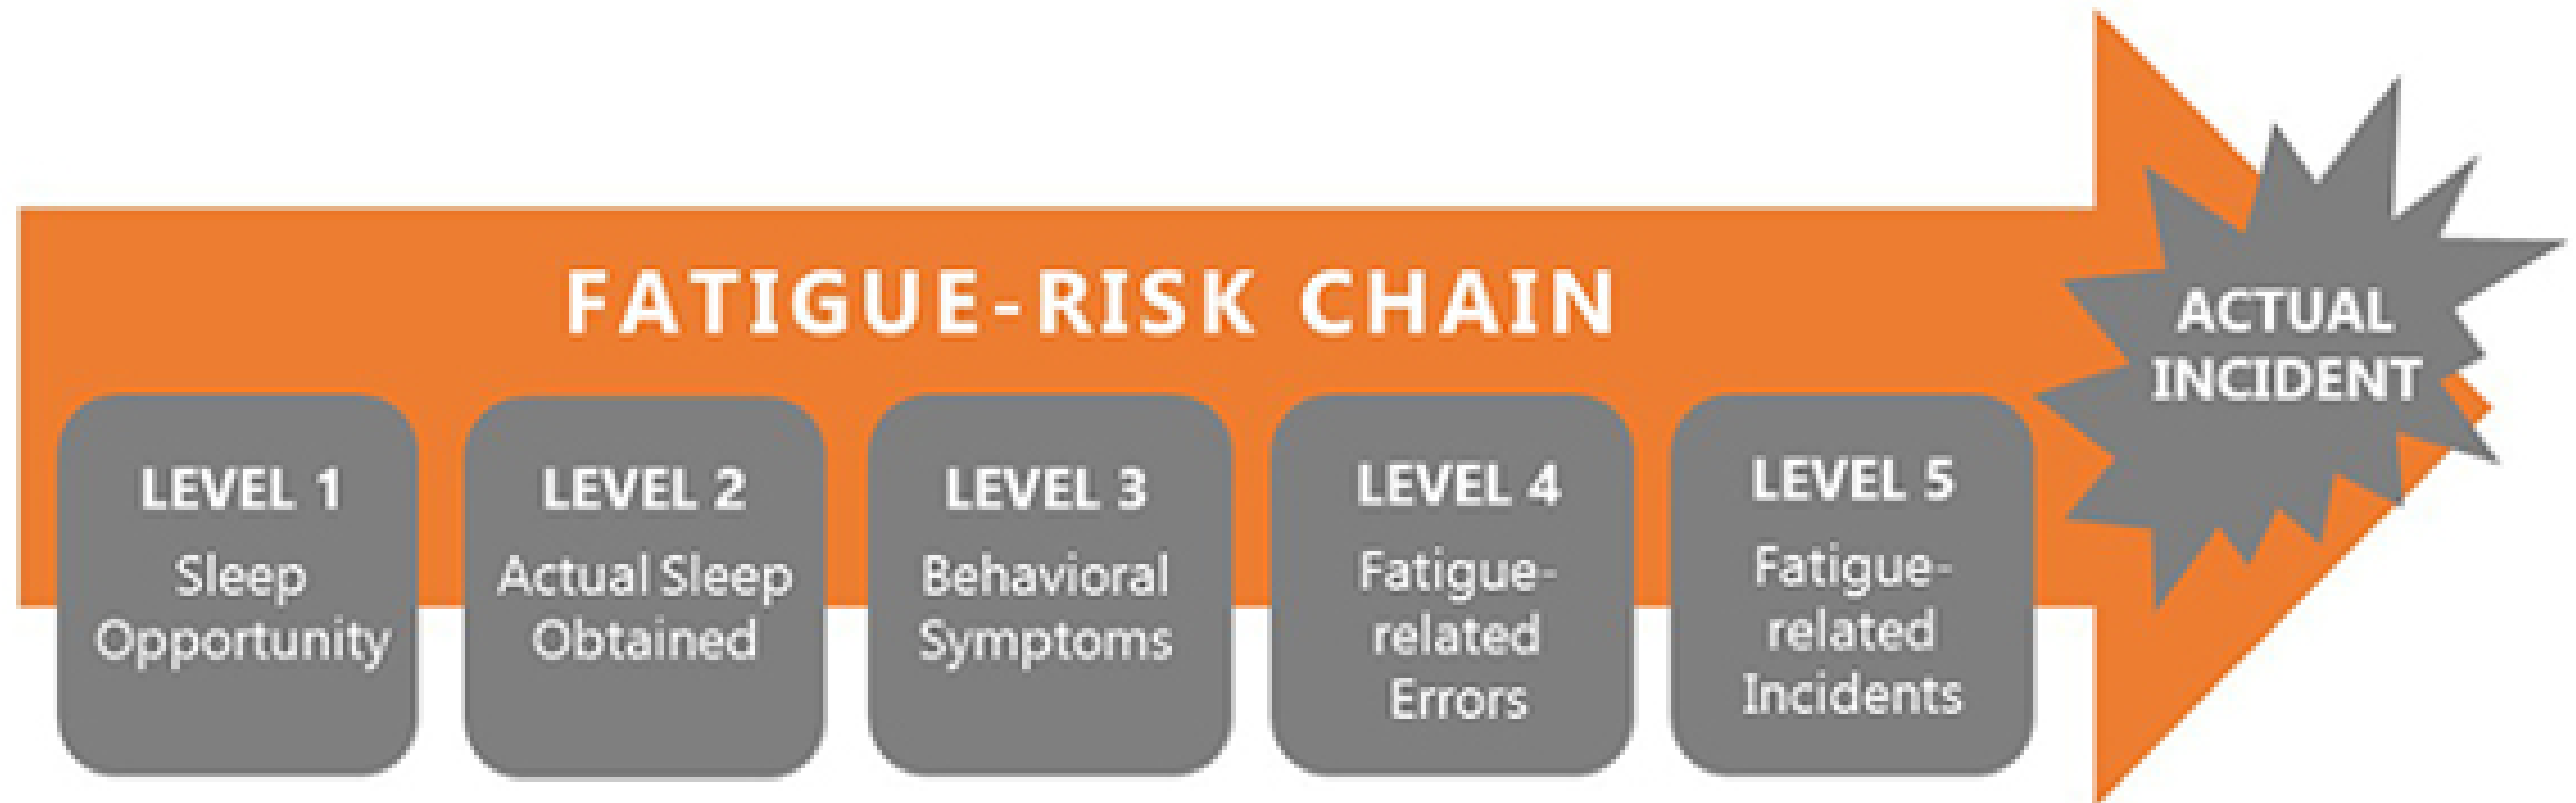 FATIGUE-RISK CHAIN
ACTUAL
INCIDENT
LEVEL 1
Sleep
Opportunity
LEVEL 2
Actual Sleep
Obtained
LEVEL 3
Behavioral
Symptoms
LEVEL 4
Fatigue-
related
Errors
LEVEL 5
Fatigue-
related
Incidents